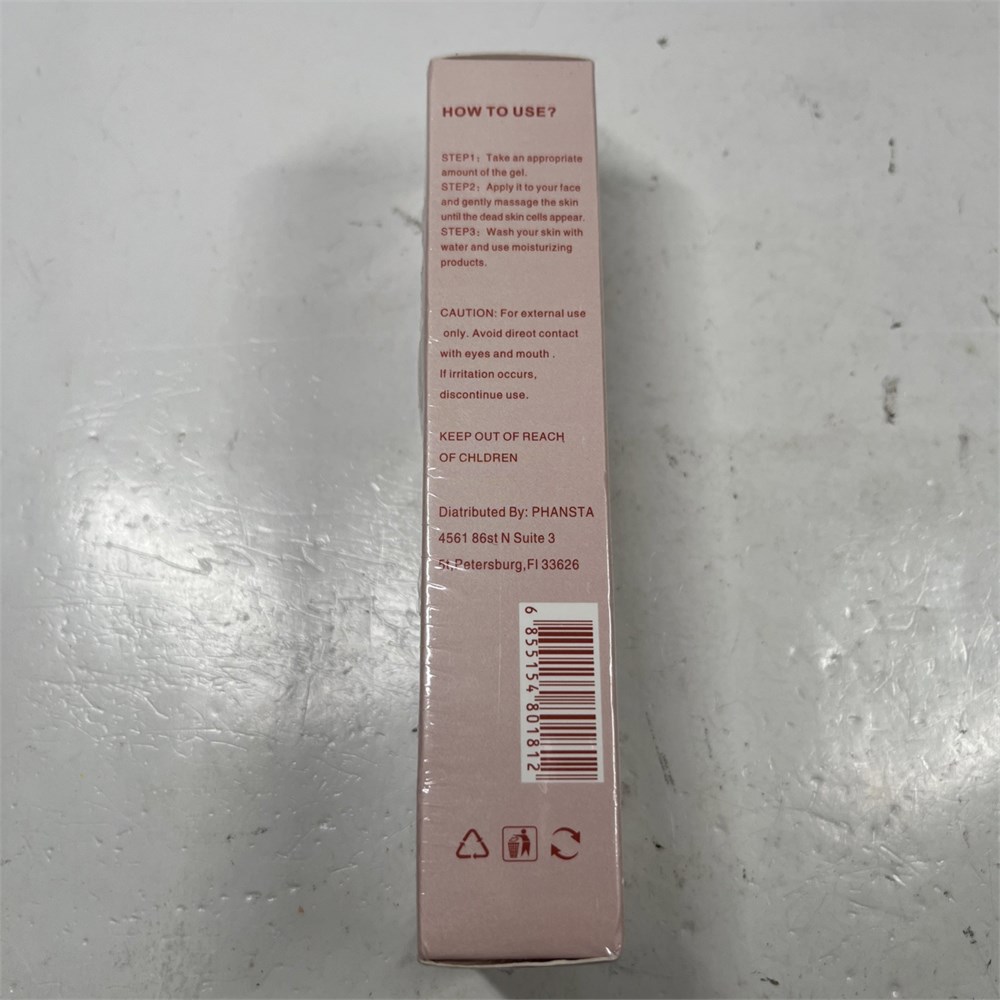 HOW TO USE?
STEP1: Take an appropriate
amount of the gel.
STEP2: Apply it to your face
and gently massage the skin
until the dead skin cells appear.
STEP3: Wash your skin with
water and use moisturizing
products.
CAUTION: For external use
only. Avoid direot contact
with eyes and mouth .
If irritation occurs,
discontinue use.
KEEP OUT OF REACH
OF CHLDREN
Diatributed By: PHANSTA
4561 86st N Suite 3
St,Petersburg,Fl 33626
6 855154 801812